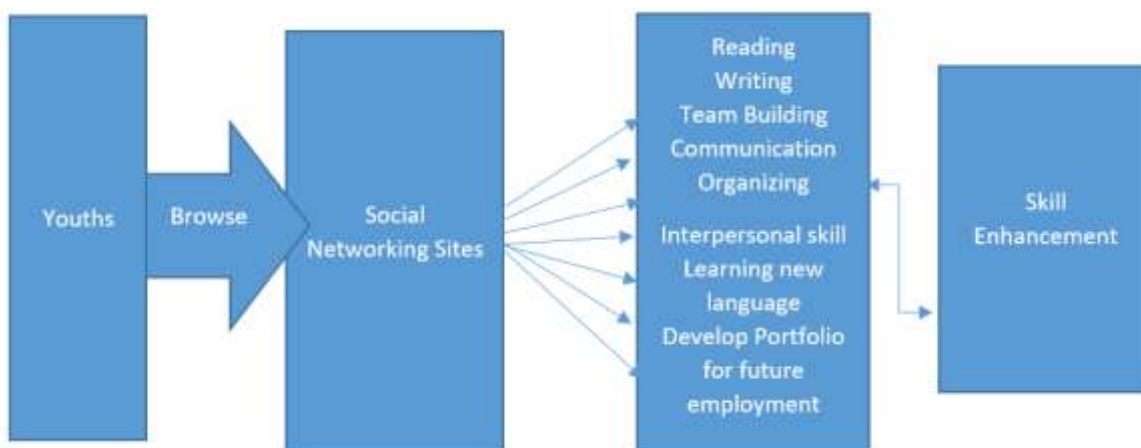 Youths
Browse
Social
Networking Sites
Reading
Writing
Team Building
Communication
Organizing
Interpersonal skill
Learning new
language
Develop Portfolio
for future
employment
Skill
Enhancement